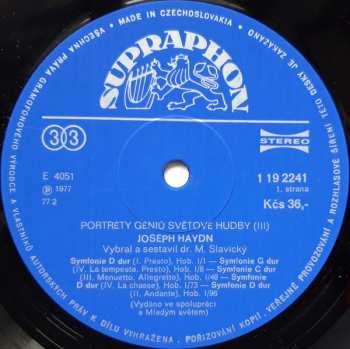 VŠECHNA PRÁVA GRAMOFONOVÉHO VÝROBCE A VLASTNÍKŮ AUTORSKÝCH PRÁV K DÍLU VYHRAŽENA. POŘIZOVÁNÍ KOPIÍ, VEŘEJNÉ PROVOZOVÁNÍ A ROZHLASOVÉ ŠÍŘENÍ TÉTO DESKY JE ZAKÁZÁNO
• MADE IN CZECHOSLOVAKIA •
SUPRAPHON
33
STEREO
E 4051
1 19 2241
Ⓟ 1977
1. strana
77.2
Kčs 36,-
PORTRÉTY GÉNIŮ SVĚTOVÉ HUDBY (III)
JOSEPH HAYDN
Vybral a sestavil dr. M. Slavický
Symfonie D dur (I. Presto), Hob. I/1 — Symfonie G dur
(IV. La tempesta. Presto), Hob. I/8 — Symfonie C dur
(III. Menuetto, Allegretto), Hob. I/48 — Symfonie
D dur (IV. La chasse), Hob. I/73 — Symfonie D dur
(II. Andante), Hob. I/96
(Vydáno ve spolupráci
s Mladým světem)